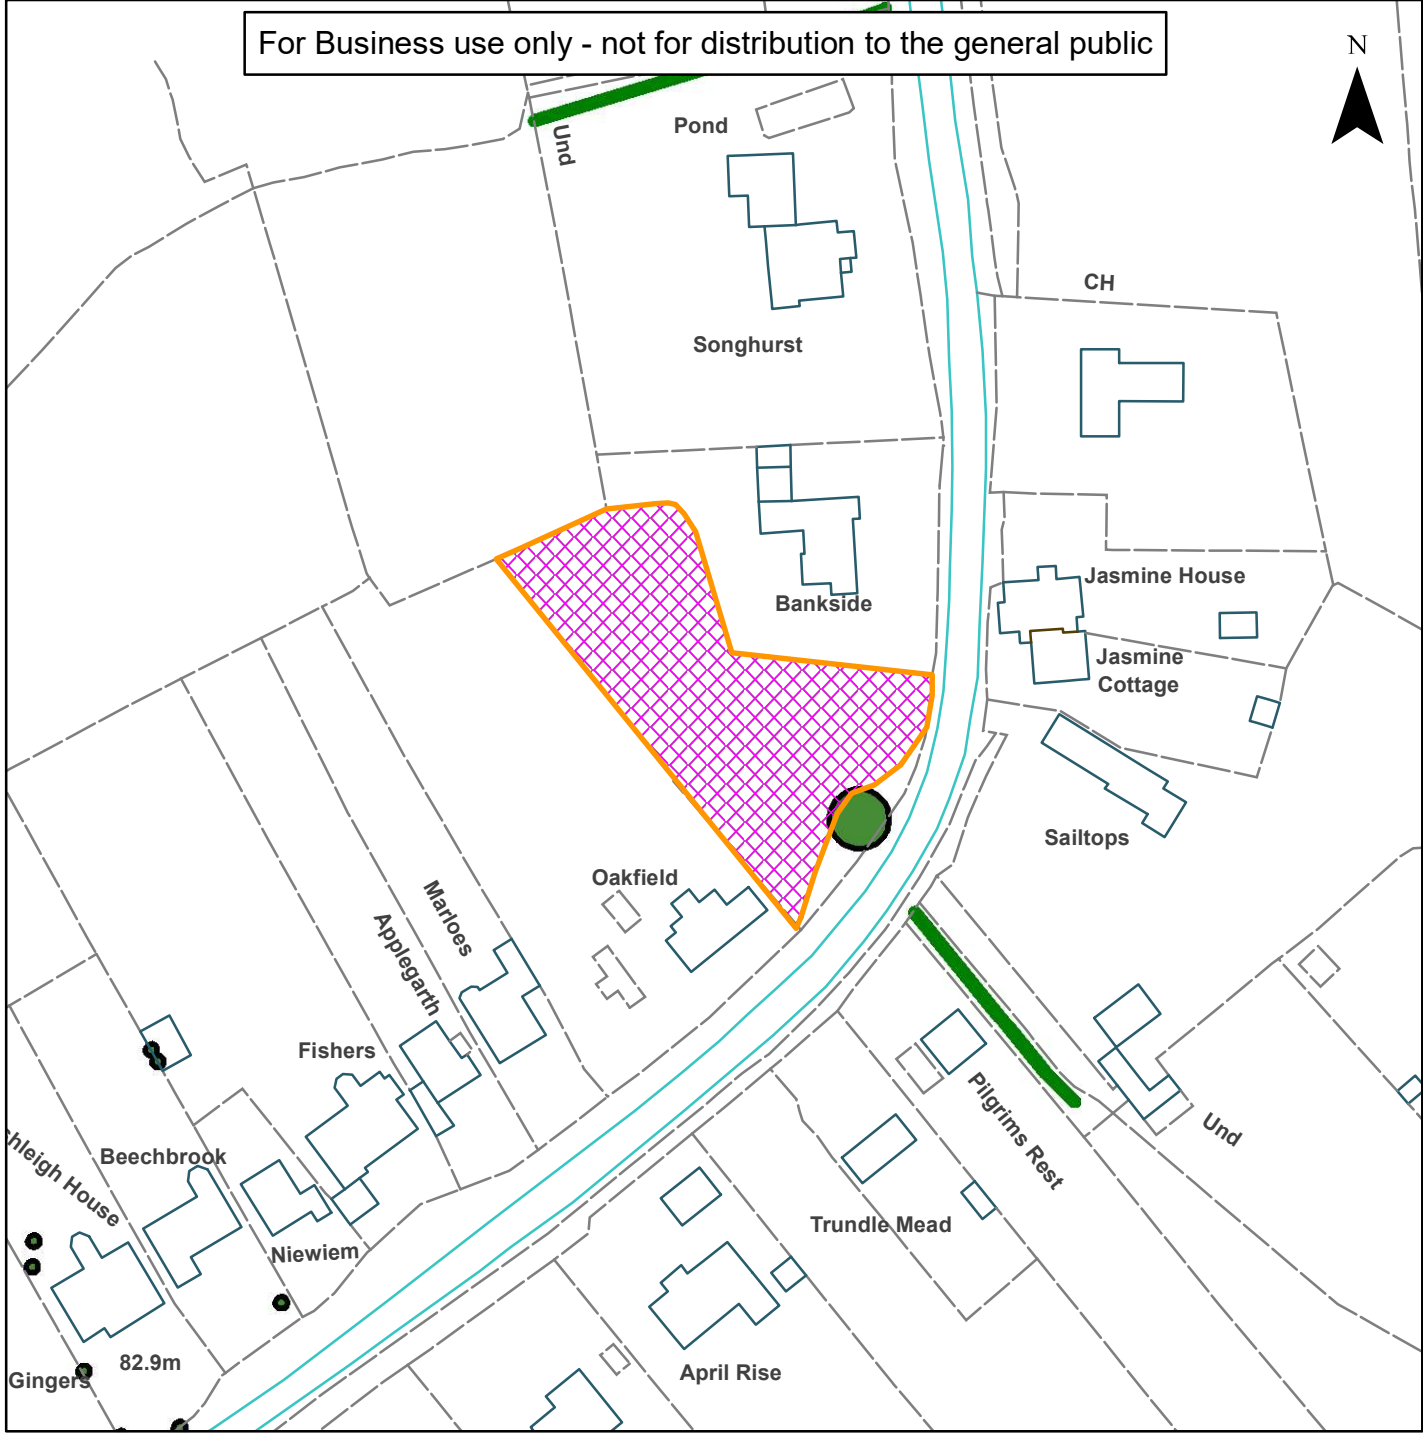 For Business use only - not for distribution to the general public
N
Pond
Und
CH
Songhurst
Jasmine House
Bankside
Jasmine
Cottage
Sailtops
Oakfield
Marloes
Applegarth
Fishers
Pilgrims Rest
Und
Beechbrook
hleigh House
Trundle Mead
Niewiem
82.9m
April Rise
Gingers